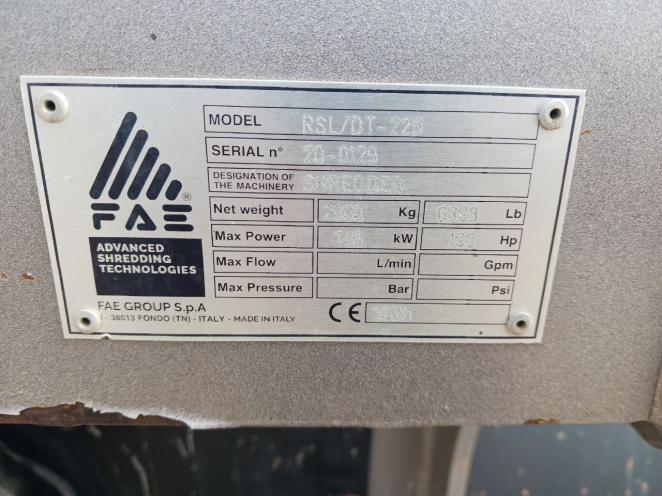 MODEL RSL/DT-225
SERIAL n° 20-0129
DESIGNATION OF
THE MACHINERY SHREDDER
Net weight Kg Lb
Max Power kW 190 Hp
Max Flow L/min Gpm
Max Pressure Bar Psi
CE
FAE®
ADVANCED
SHREDDING
TECHNOLOGIES
FAE GROUP S.p.A
- 38013 FONDO (TN) - ITALY - MADE IN ITALY